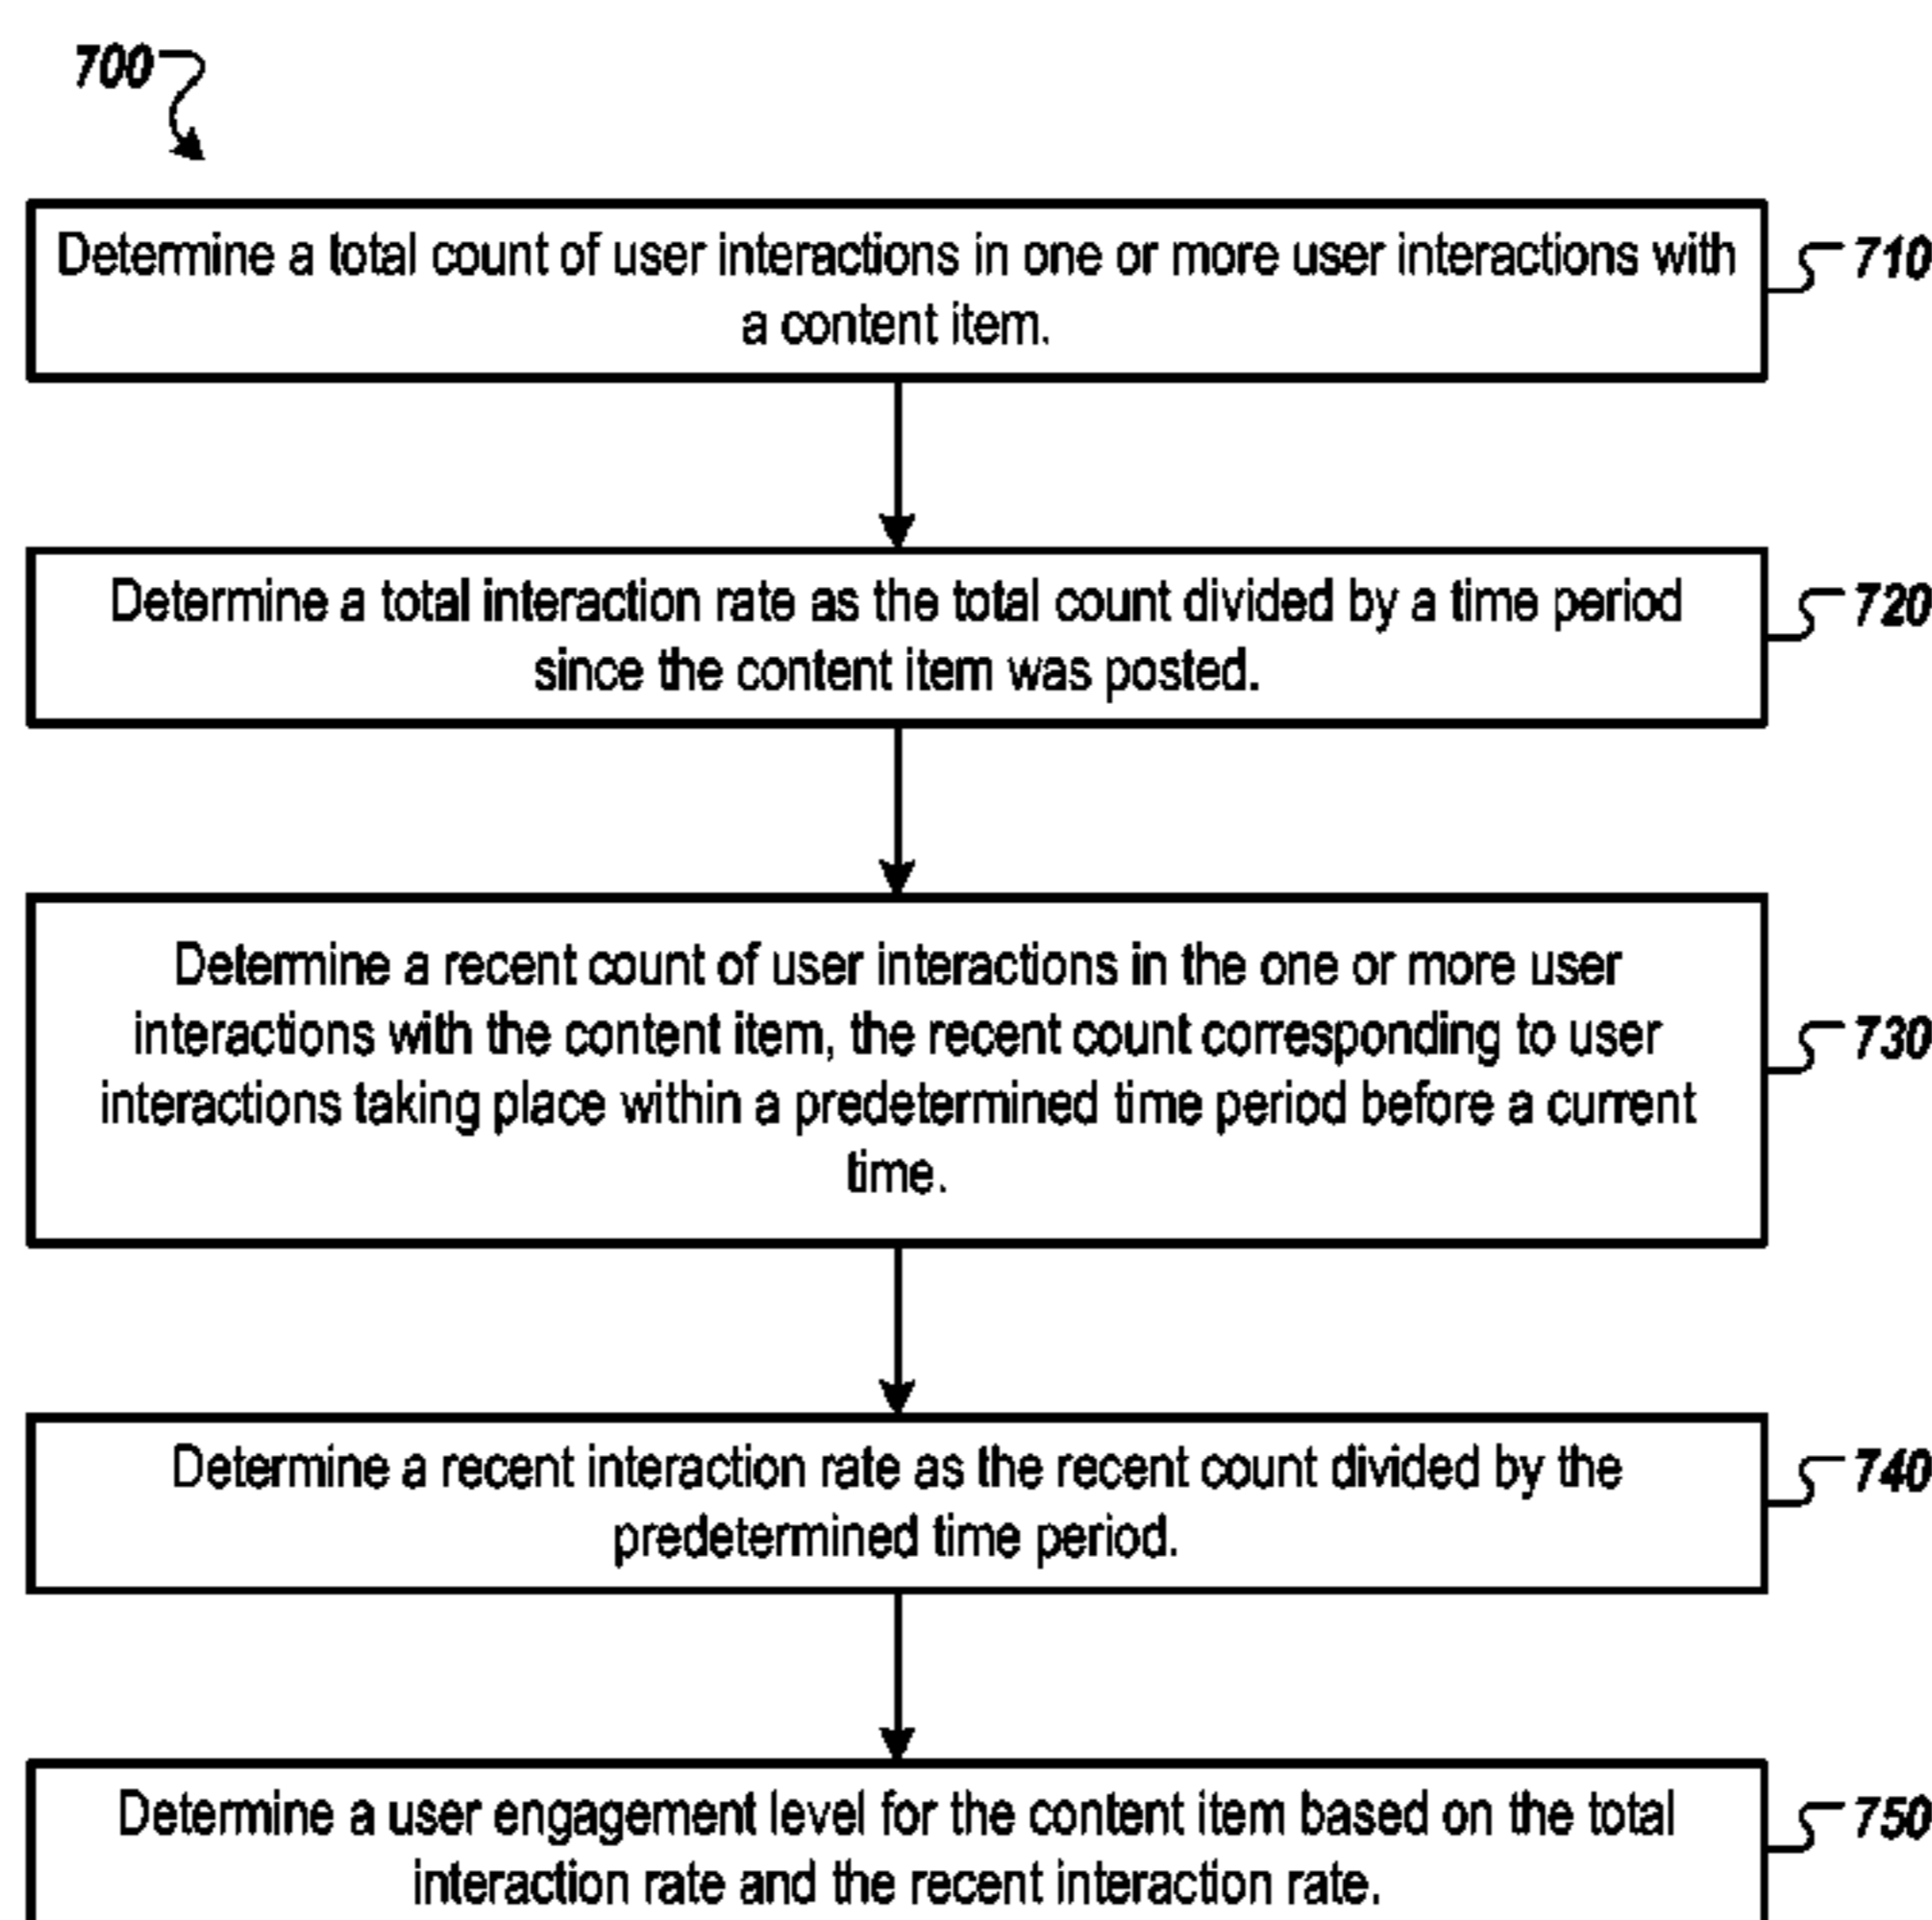 700
Determine a total count of user interactions in one or more user interactions with
a content item.
710
Determine a total interaction rate as the total count divided by a time period
since the content item was posted.
720
Determine a recent count of user interactions in the one or more user
interactions with the content item, the recent count corresponding to user
interactions taking place within a predetermined time period before a current
time.
730
Determine a recent interaction rate as the recent count divided by the
predetermined time period.
740
Determine a user engagement level for the content item based on the total
interaction rate and the recent interaction rate.
750